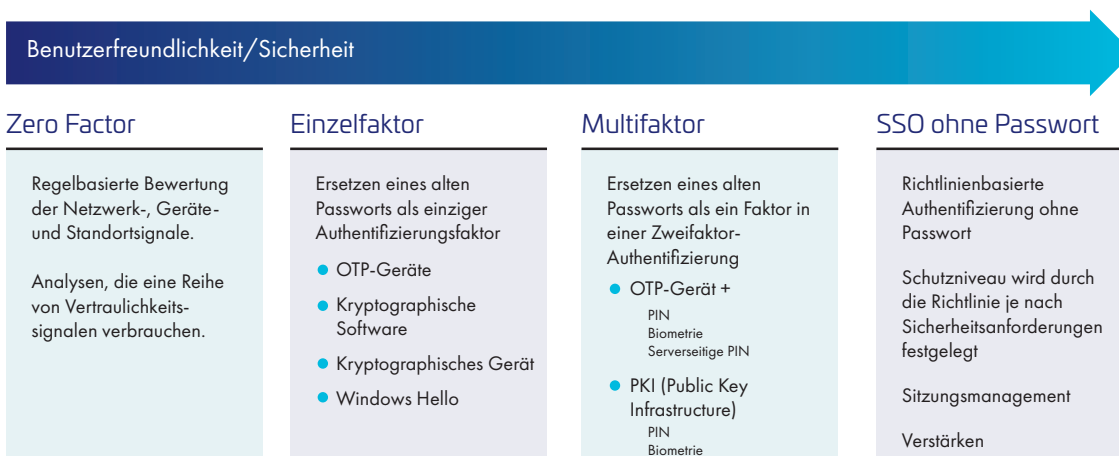 Benutzerfreundlichkeit/Sicherheit
Zero Factor
Regelbasierte Bewertung
der Netzwerk-, Geräte-
und Standortsignale.
Analysen, die eine Reihe
von Vertraulichkeits-
signalen verbrauchen.
Einzelfaktor
Ersetzen eines alten
Passworts als einziger
Authentifizierungsfaktor
OTP-Geräte
Kryptographische
Software
Kryptographisches Gerät
Windows Hello
Multifaktor
Ersetzen eines alten
Passworts als ein Faktor in
einer Zweifaktor-
Authentifizierung
OTP-Gerät +
PIN
Biometrie
Serverseitige PIN
PKI (Public Key
Infrastructure)
PIN
Biometrie
SSO ohne Passwort
Richtlinienbasierte
Authentifizierung ohne
Passwort
Schutzniveau wird durch
die Richtlinie je nach
Sicherheitsanforderungen
festgelegt
Sitzungsmanagement
Verstärken